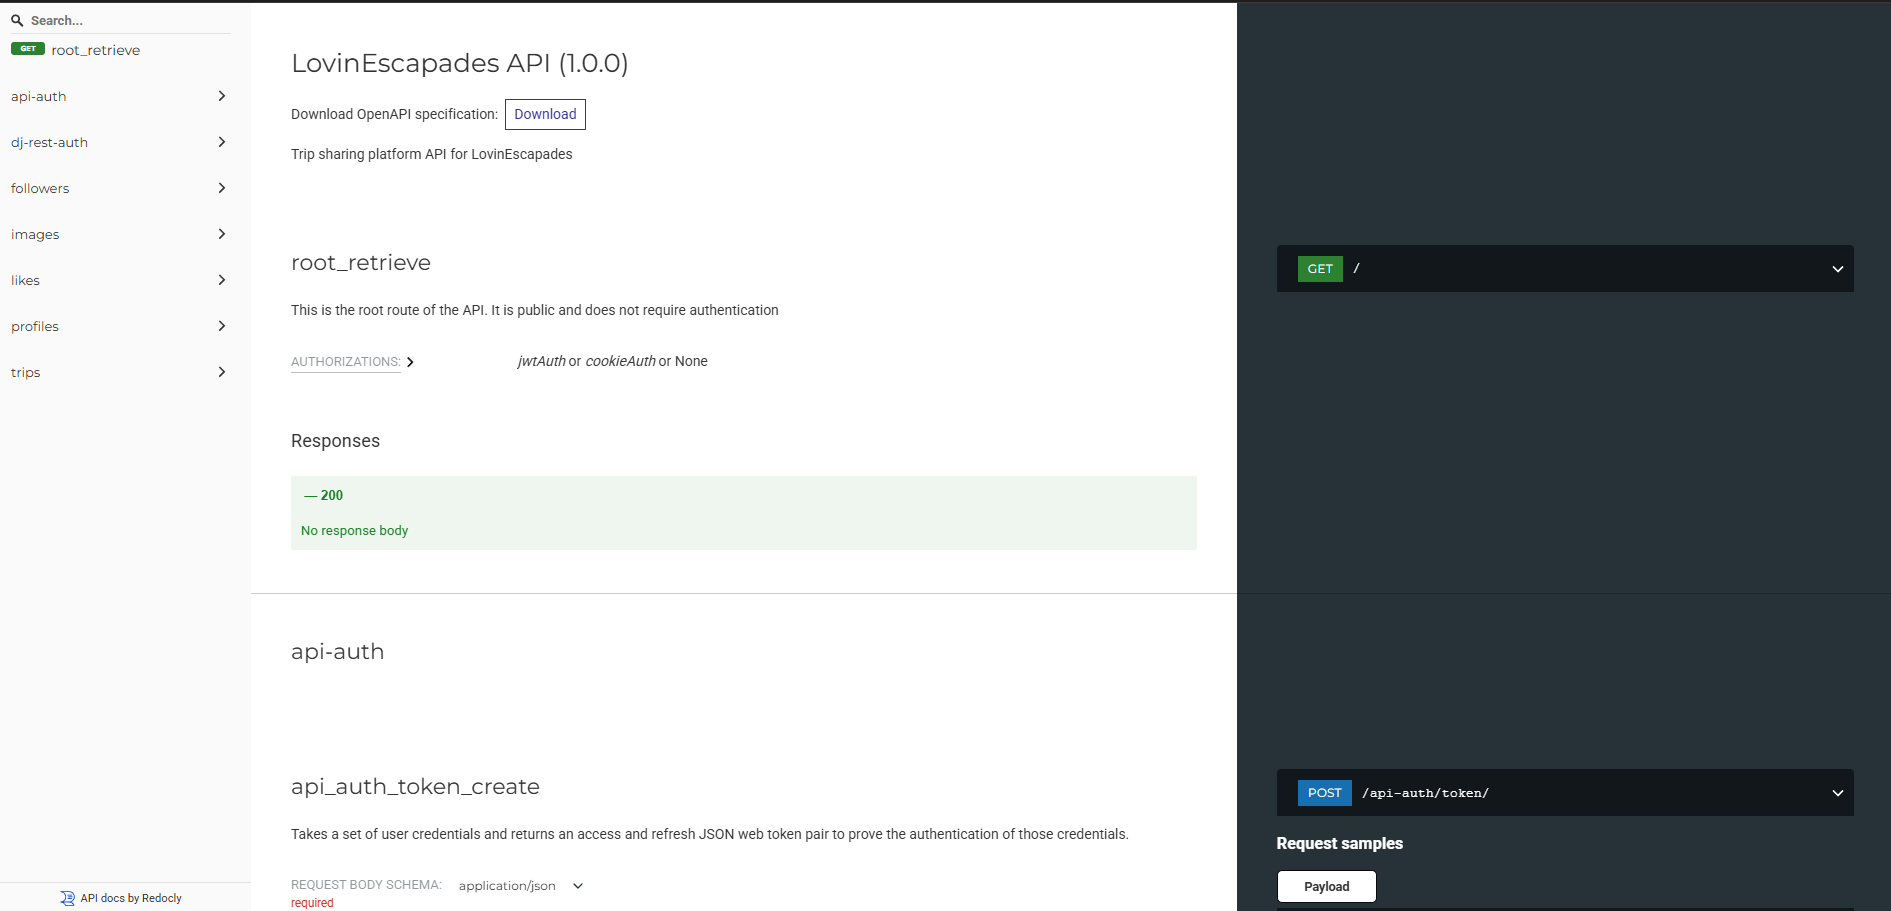 Search...
GET root_retrieve
api-auth
dj-rest-auth
followers
images
likes
profiles
trips
API docs by Redocly
LovinEscapades API (1.0.0)
Download OpenAPI specification: Download
Trip sharing platform API for LovinEscapades
root_retrieve
This is the root route of the API. It is public and does not require authentication
AUTHORIZATIONS: jwtAuth or cookieAuth or None
Responses
— 200
No response body
GET /
api-auth
api_auth_token_create
Takes a set of user credentials and returns an access and refresh JSON web token pair to prove the authentication of those credentials.
REQUEST BODY SCHEMA: application/json
required
POST /api-auth/token/
Request samples
Payload